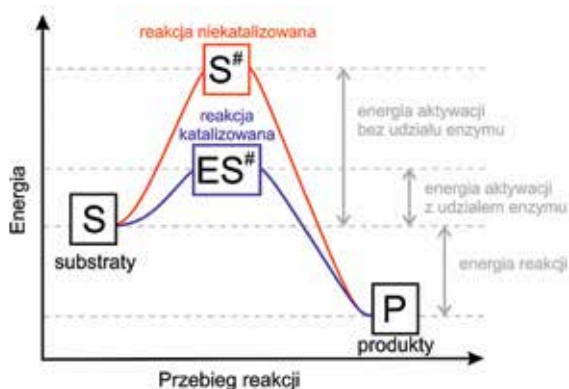 reakcja niekatalizowana
S#
reakcja
katalizowana
ES#
energia aktywacji
bez udziału enzymu
energia aktywacji
z udziałem enzymu
Energia
S
substraty
energia reakcji
P
produkty
Przebieg reakcji